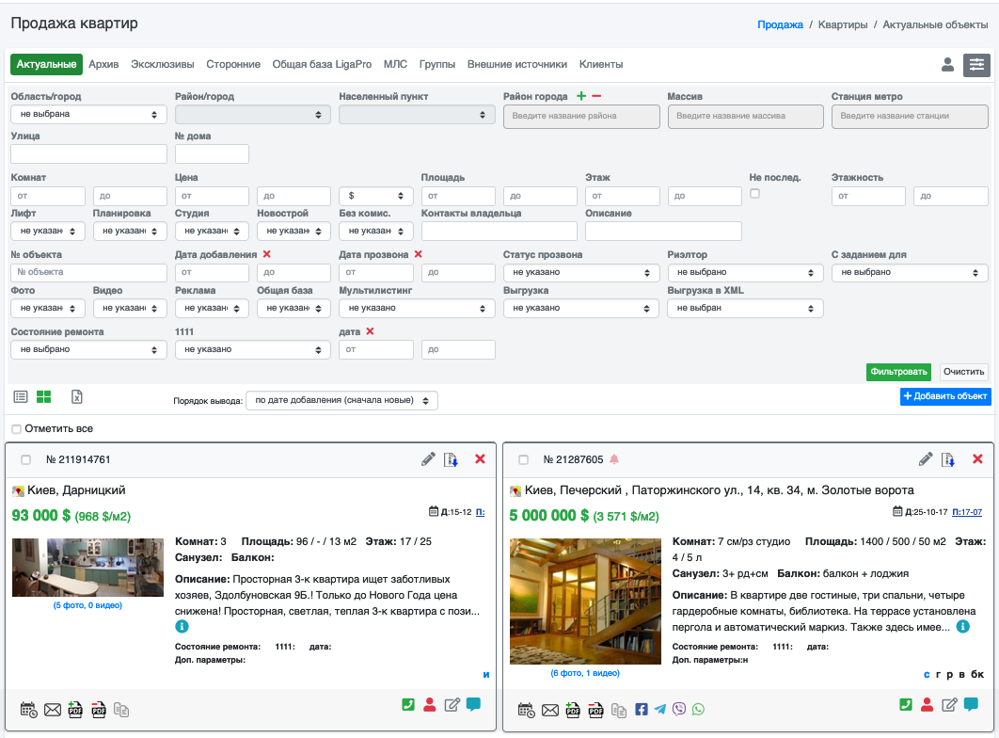 Продажа квартир
Продажа / Квартиры / Актуальные объекты
Актуальные Архив Эксклюзивы Сторонние Общая база LigaPro МЛС Группы Внешние источники Клиенты
Область/город Район/город Населенный пункт Район города Массив Станция метро
не выбрана Введите название района Введите название массива Введите название станции
Улица № дома
Комнат Цена Площадь Этаж Не послед. Этажность
от до от до $ от до от до от до
Лифт Планировка Студия Новострой Без комис. Контакты владельца Описание
не указан не указан не указан не указан не указан
№ объекта Дата добавления Дата прозвона Статус прозвона Риэлтор С заданием для
№ объекта от до от до не указано не выбрано не выбрано
Фото Видео Реклама Общая база Мультилистинг Выгрузка Выгрузка в XML
не указан не указан не указан не указан не указано не указано не выбран
Состояние ремонта 1111 дата
не выбрано не указано от до
Фильтровать Очистить
Порядок вывода: по дате добавления (сначала новые) + Добавить объект
Отметить все
№ 211914761
Киев, Дарницкий
93 000 $ (968 $/м2) Д:15-12 П:
Комнат: 3 Площадь: 96 / - / 13 м2 Этаж: 17 / 25
Санузел: Балкон:
Описание: Просторная 3-к квартира ищет заботливых
хозяев, Здолбуновская 9Б.! Только до Нового Года цена
снижена! Просторная, светлая, теплая 3-к квартира с пози...
(5 фото, 0 видео)
Состояние ремонта: 1111: дата:
Доп. параметры:
и
PDF PDF
№ 21287605
Киев, Печерский , Паторжинского ул., 14, кв. 34, м. Золотые ворота
5 000 000 $ (3 571 $/м2) Д:25-10-17 П:17-07
Комнат: 7 см/рз студио Площадь: 1400 / 500 / 50 м2 Этаж:
4 / 5 л
Санузел: 3+ рд+см Балкон: балкон + лоджия
Описание: В квартире две гостиные, три спальни, четыре
гардеробные комнаты, библиотека. На террасе установлена
пергола и автоматический маркиз. Также здесь имее...
Состояние ремонта: 1111: дата:
Доп. параметры:н
(6 фото, 1 видео)
с г р в бк
PDF PDF